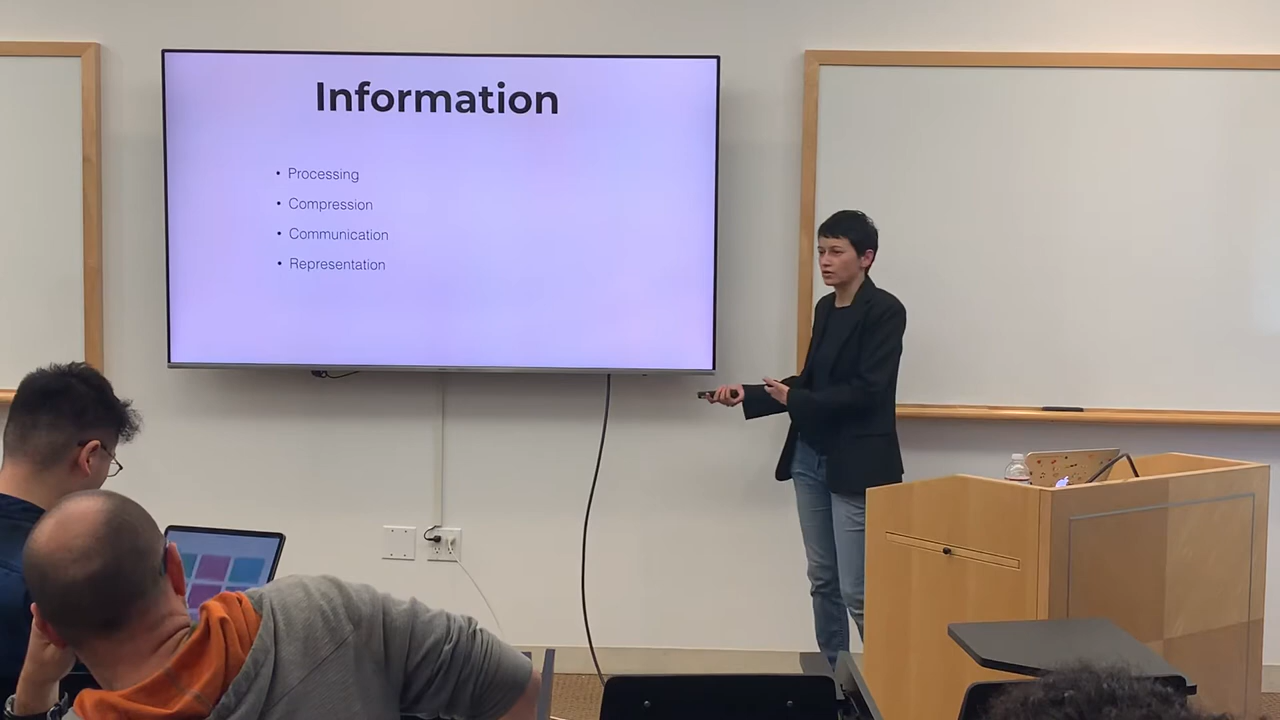 Information
• Processing
• Compression
• Communication
• Representation